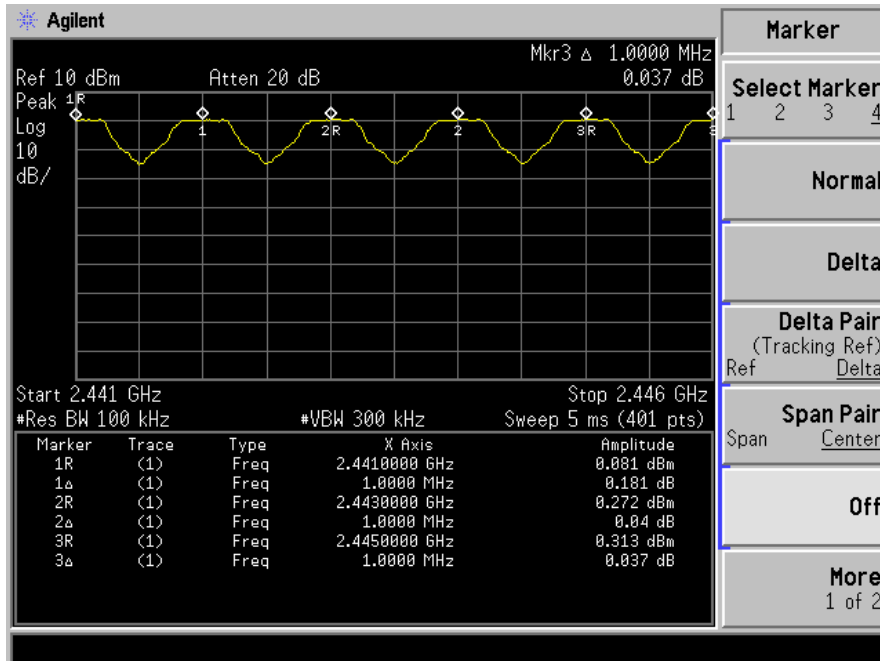 Agilent
Mkr3 Δ 1.0000 MHz
Ref 10 dBm Atten 20 dB 0.037 dB
Peak
Log
10
dB/
1R
1
2R
2
3R
3
Start 2.441 GHz Stop 2.446 GHz
#Res BW 100 kHz #VBW 300 kHz Sweep 5 ms (401 pts)
Marker Trace Type X Axis Amplitude
1R (1) Freq 2.4410000 GHz 0.081 dBm
1Δ (1) Freq 1.0000 MHz 0.181 dB
2R (1) Freq 2.4430000 GHz 0.272 dBm
2Δ (1) Freq 1.0000 MHz 0.04 dB
3R (1) Freq 2.4450000 GHz 0.313 dBm
3Δ (1) Freq 1.0000 MHz 0.037 dB
Marker
Select Marker
1 2 3 4
Normal
Delta
Delta Pair
(Tracking Ref)
Ref Delta
Span Pair
Span Center
Off
More
1 of 2